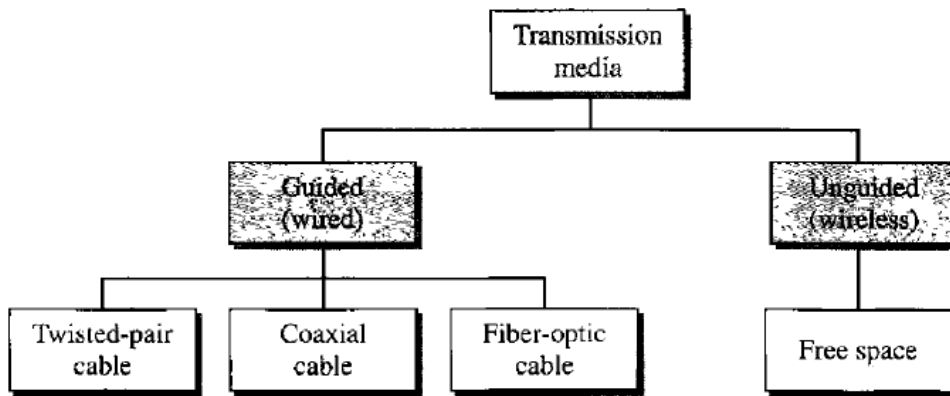 Transmission
media
Guided
(wired)
Unguided
(wireless)
Twisted-pair
cable
Coaxial
cable
Fiber-optic
cable
Free space